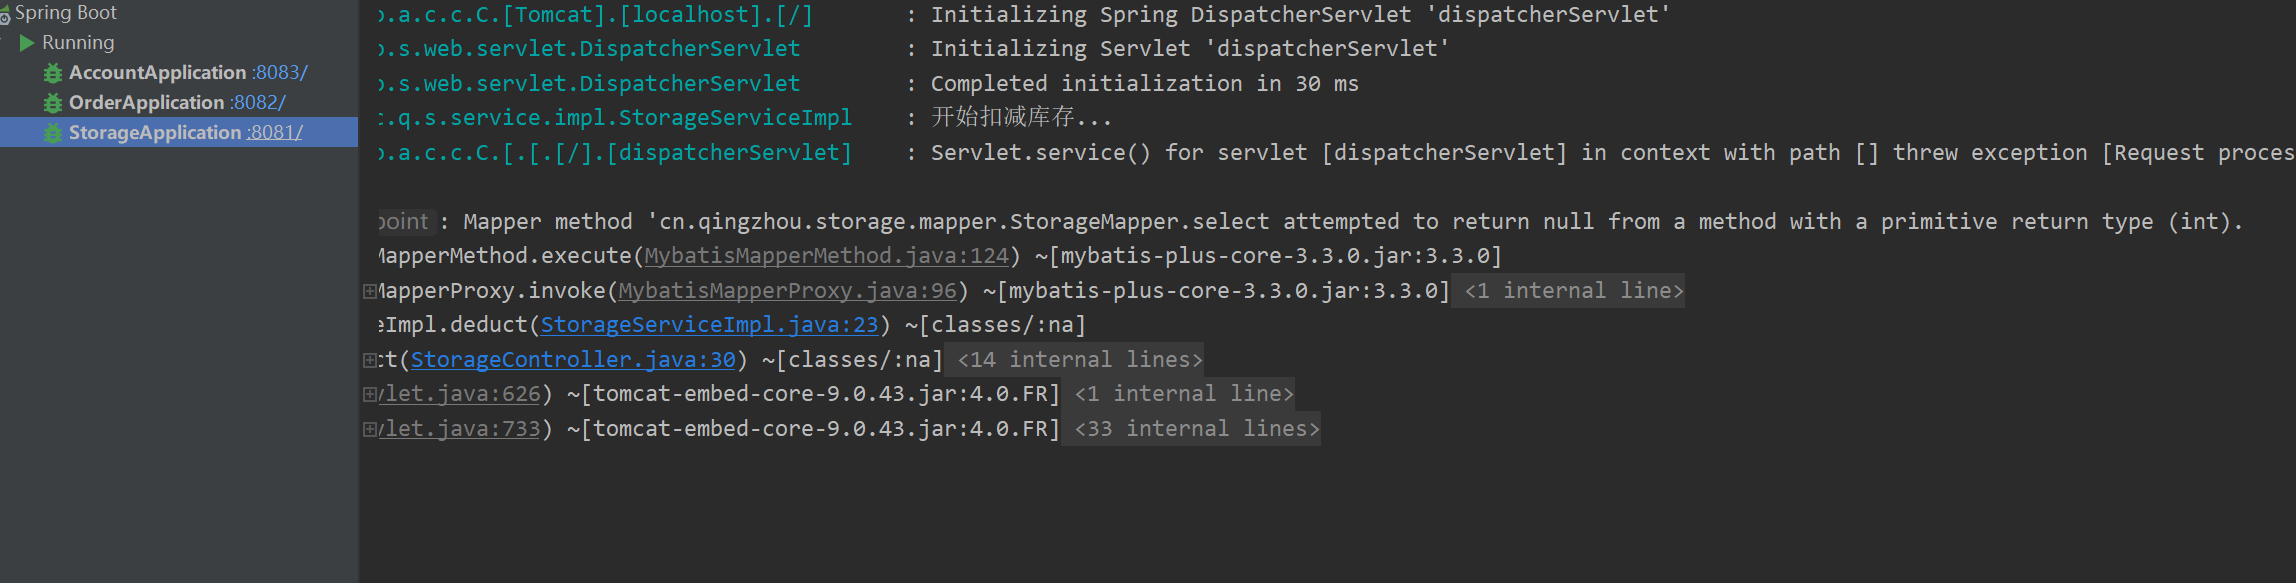 Spring Boot
Running
AccountApplication :8083/
OrderApplication :8082/
StorageApplication :8081/
o.a.c.c.C.[Tomcat].[localhost].[/] : Initializing Spring DispatcherServlet 'dispatcherServlet'
o.s.web.servlet.DispatcherServlet : Initializing Servlet 'dispatcherServlet'
o.s.web.servlet.DispatcherServlet : Completed initialization in 30 ms
c.q.s.service.impl.StorageServiceImpl : 开始扣减库存...
o.a.c.c.C.[.[.[/].[dispatcherServlet] : Servlet.service() for servlet [dispatcherServlet] in context with path [] threw exception [Request proces
point : Mapper method 'cn.qingzhou.storage.mapper.StorageMapper.select attempted to return null from a method with a primitive return type (int).
MapperMethod.execute(MybatisMapperMethod.java:124) ~[mybatis-plus-core-3.3.0.jar:3.3.0]
MapperProxy.invoke(MybatisMapperProxy.java:96) ~[mybatis-plus-core-3.3.0.jar:3.3.0] <1 internal line>
eImpl.deduct(StorageServiceImpl.java:23) ~[classes/:na]
ct(StorageController.java:30) ~[classes/:na] <14 internal lines>
vlet.java:626) ~[tomcat-embed-core-9.0.43.jar:4.0.FR] <1 internal line>
vlet.java:733) ~[tomcat-embed-core-9.0.43.jar:4.0.FR] <33 internal lines>